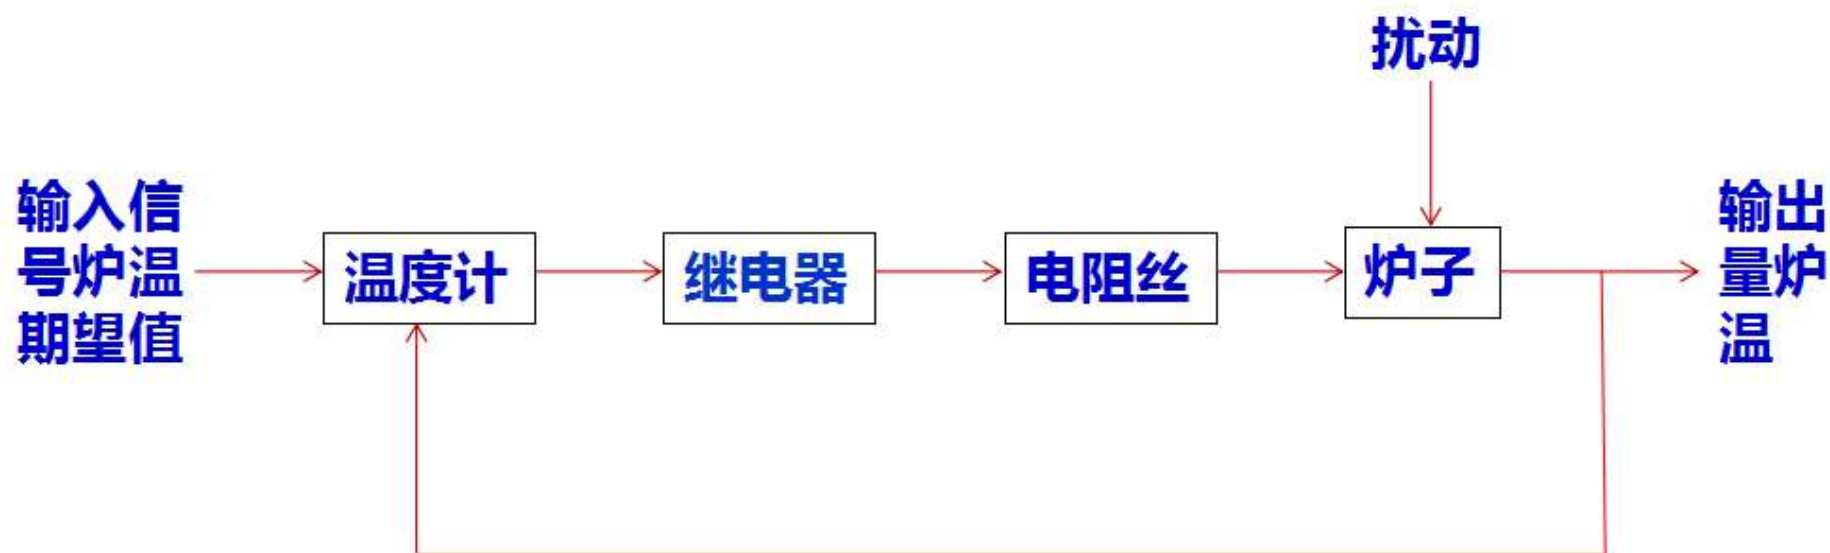 扰动
输入信
号炉温
期望值
温度计
继电器
电阻丝
炉子
输出
量炉
温